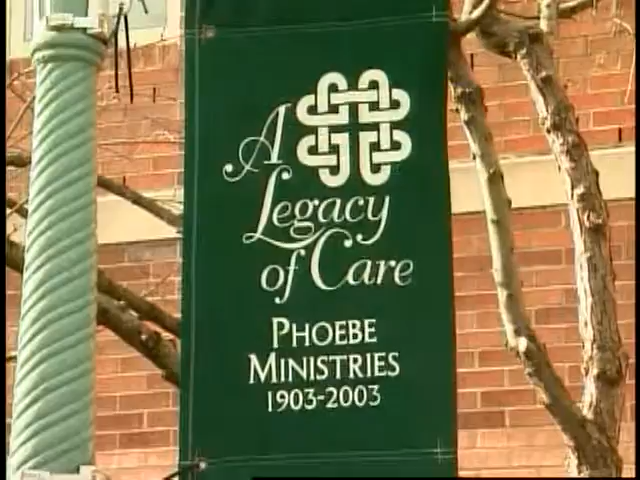 A
Legacy
of Care
PHOEBE
MINISTRIES
1903-2003